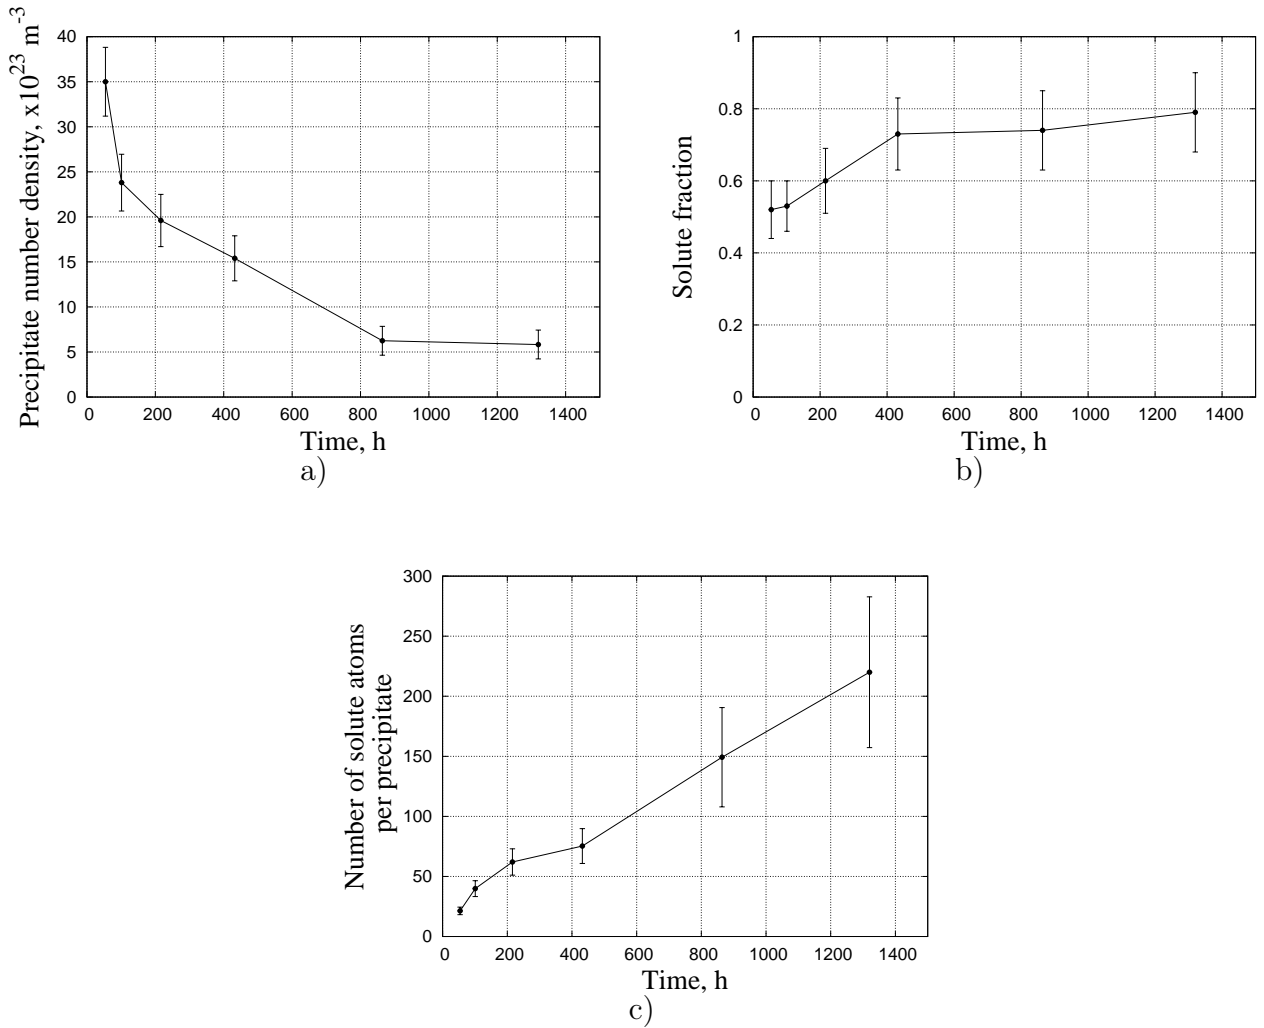 Precipitate number density, x10^23 m^-3
40
35
30
25
20
15
10
5
0
0 200 400 600 800 1000 1200 1400
Time, h
a)
Solute fraction
1
0.8
0.6
0.4
0.2
0
0 200 400 600 800 1000 1200 1400
Time, h
b)
Number of solute atoms
per precipitate
300
250
200
150
100
50
0
0 200 400 600 800 1000 1200 1400
Time, h
c)